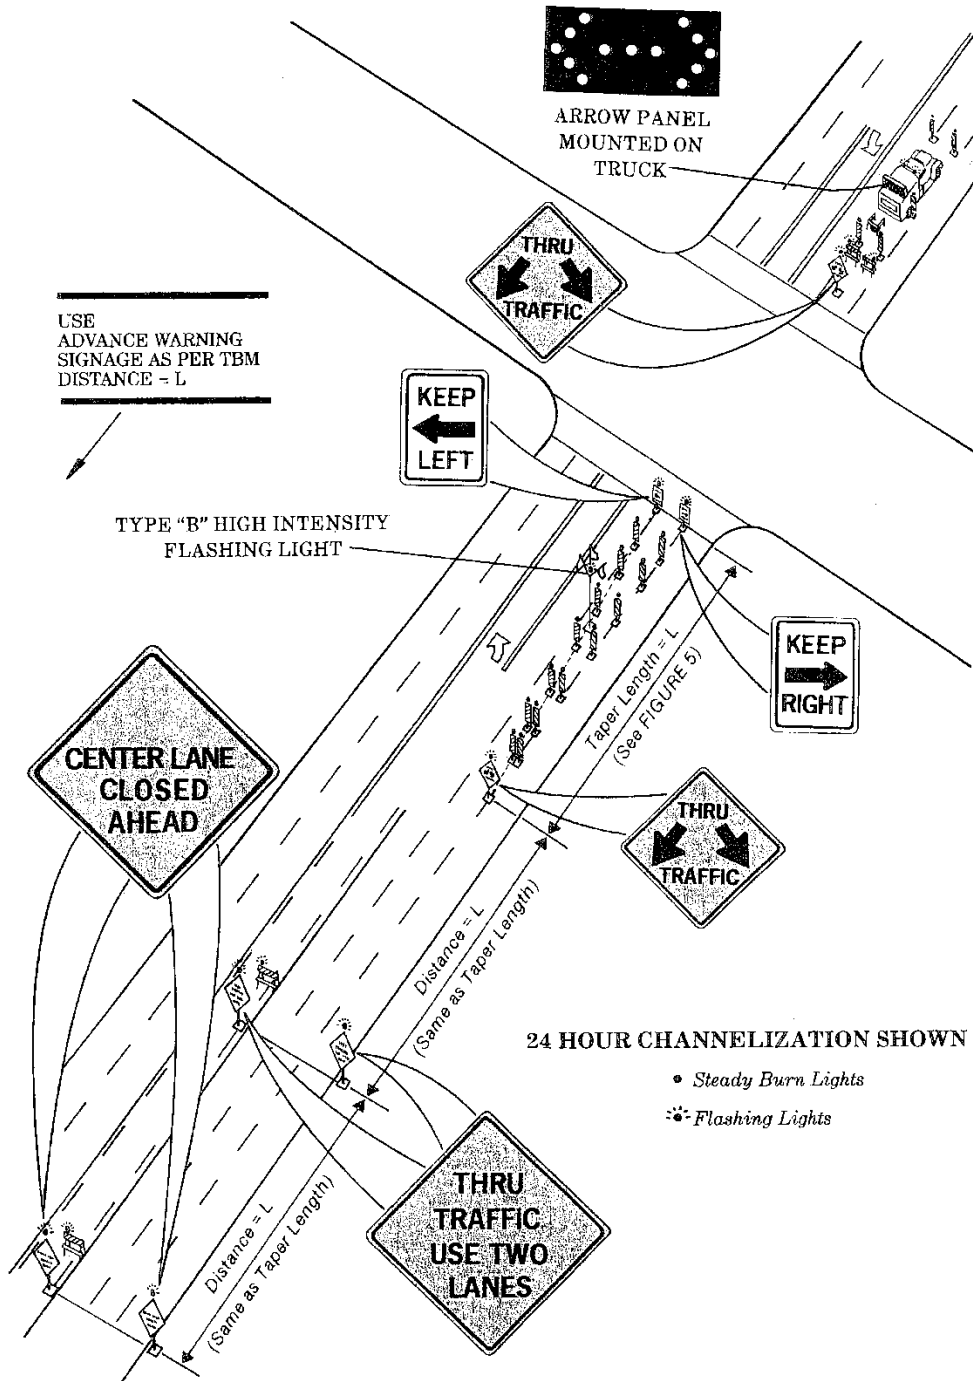 ARROW PANEL
MOUNTED ON
TRUCK
THRU
TRAFFIC
USE
ADVANCE WARNING
SIGNAGE AS PER TBM
DISTANCE = L
KEEP
LEFT
TYPE "B" HIGH INTENSITY
FLASHING LIGHT
KEEP
RIGHT
Taper Length = L
(See FIGURE 5)
CENTER LANE
CLOSED
AHEAD
THRU
TRAFFIC
Distance = L
(Same as Taper Length)
24 HOUR CHANNELIZATION SHOWN
Steady Burn Lights
Flashing Lights
THRU
TRAFFIC
USE TWO
LANES
Distance = L
(Same as Taper Length)